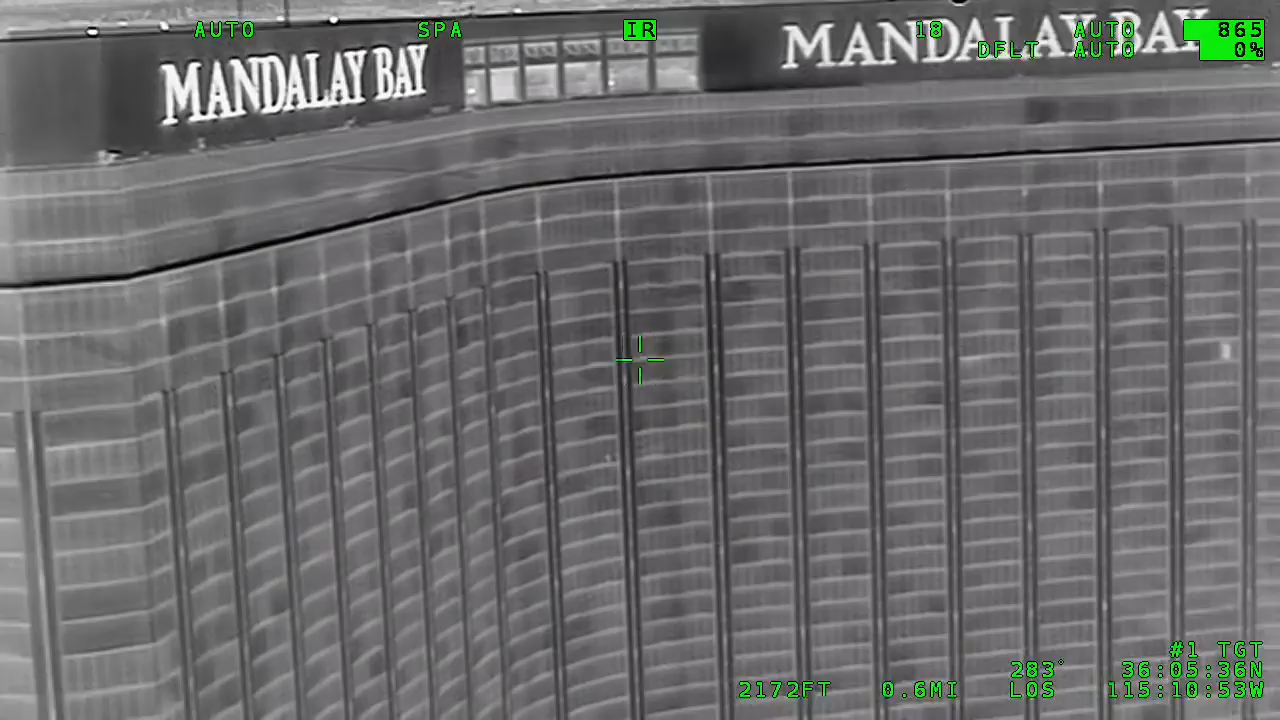 AUTO SPA IR 18 AUTO 865
DFLT AUTO 0%
MANDALAY BAY
MANDALAY BAY
#1 TGT
283° 36:05:36N
2172FT 0.6MI LOS 115:10:53W